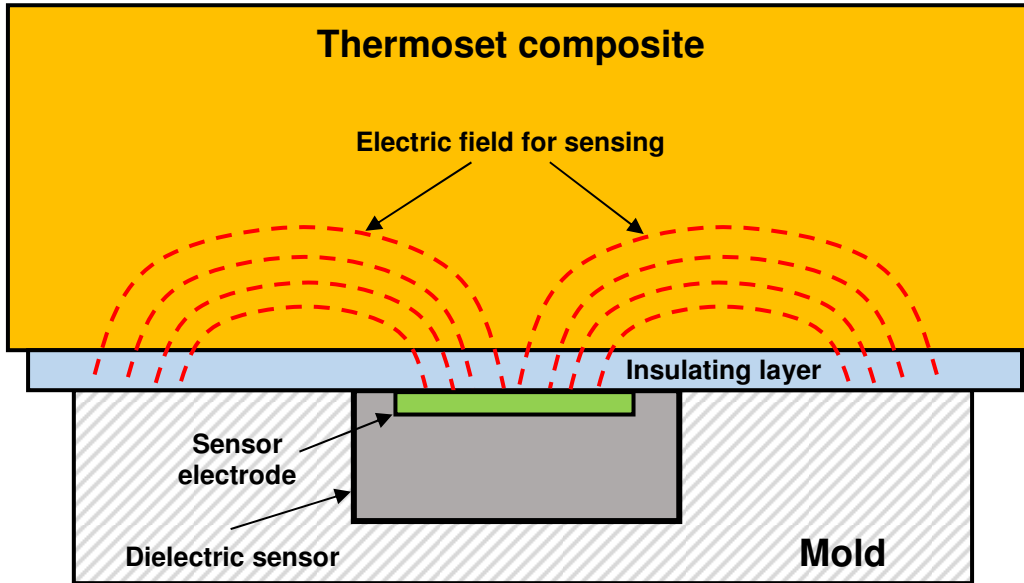 Thermoset composite
Electric field for sensing
Insulating layer
Sensor
electrode
Dielectric sensor
Mold